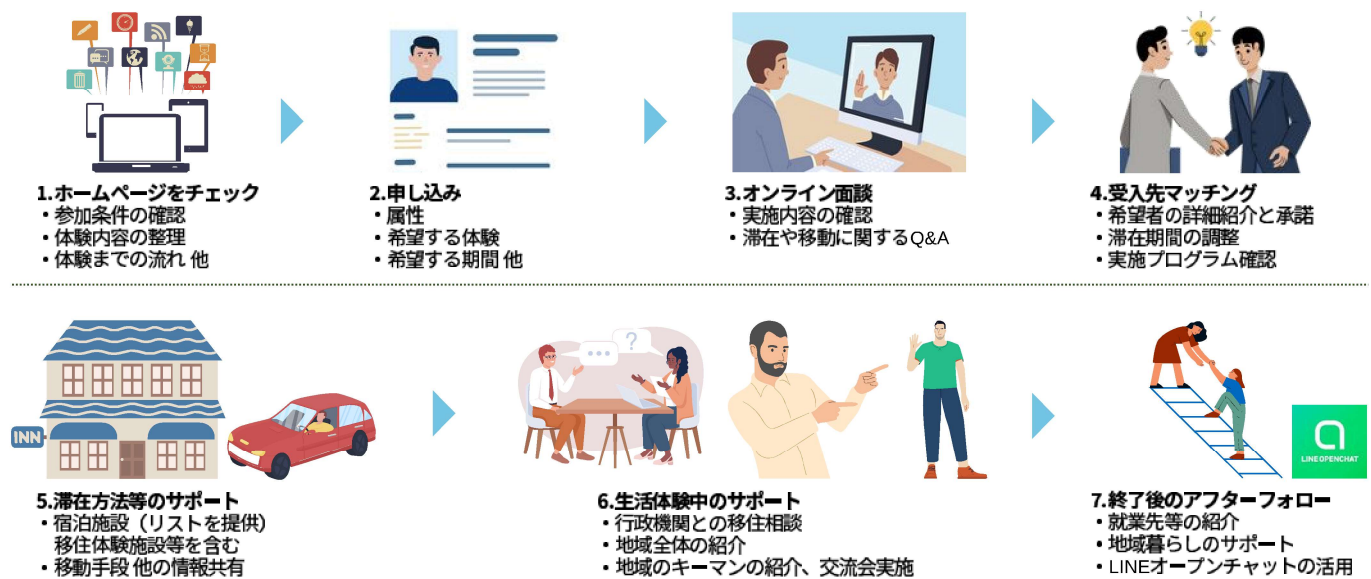 1.ホームページをチェック
・参加条件の確認
・体験内容の整理
・体験までの流れ 他
2.申し込み
・属性
・希望する体験
・希望する期間 他
3.オンライン面談
・実施内容の確認
・滞在や移動に関するQ&A
4.受入先マッチング
・希望者の詳細紹介と承諾
・滞在期間の調整
・実施プログラム確認
INN
5.滞在方法等のサポート
・宿泊施設（リストを提供）
移住体験施設等を含む
・移動手段 他の情報共有
?
6.生活体験中のサポート
・行政機関との移住相談
・地域全体の紹介
・地域のキーマンの紹介、交流会実施
LINE OPENCHAT
7.終了後のアフターフォロー
・就業先等の紹介
・地域暮らしのサポート
・LINEオープンチャットの活用